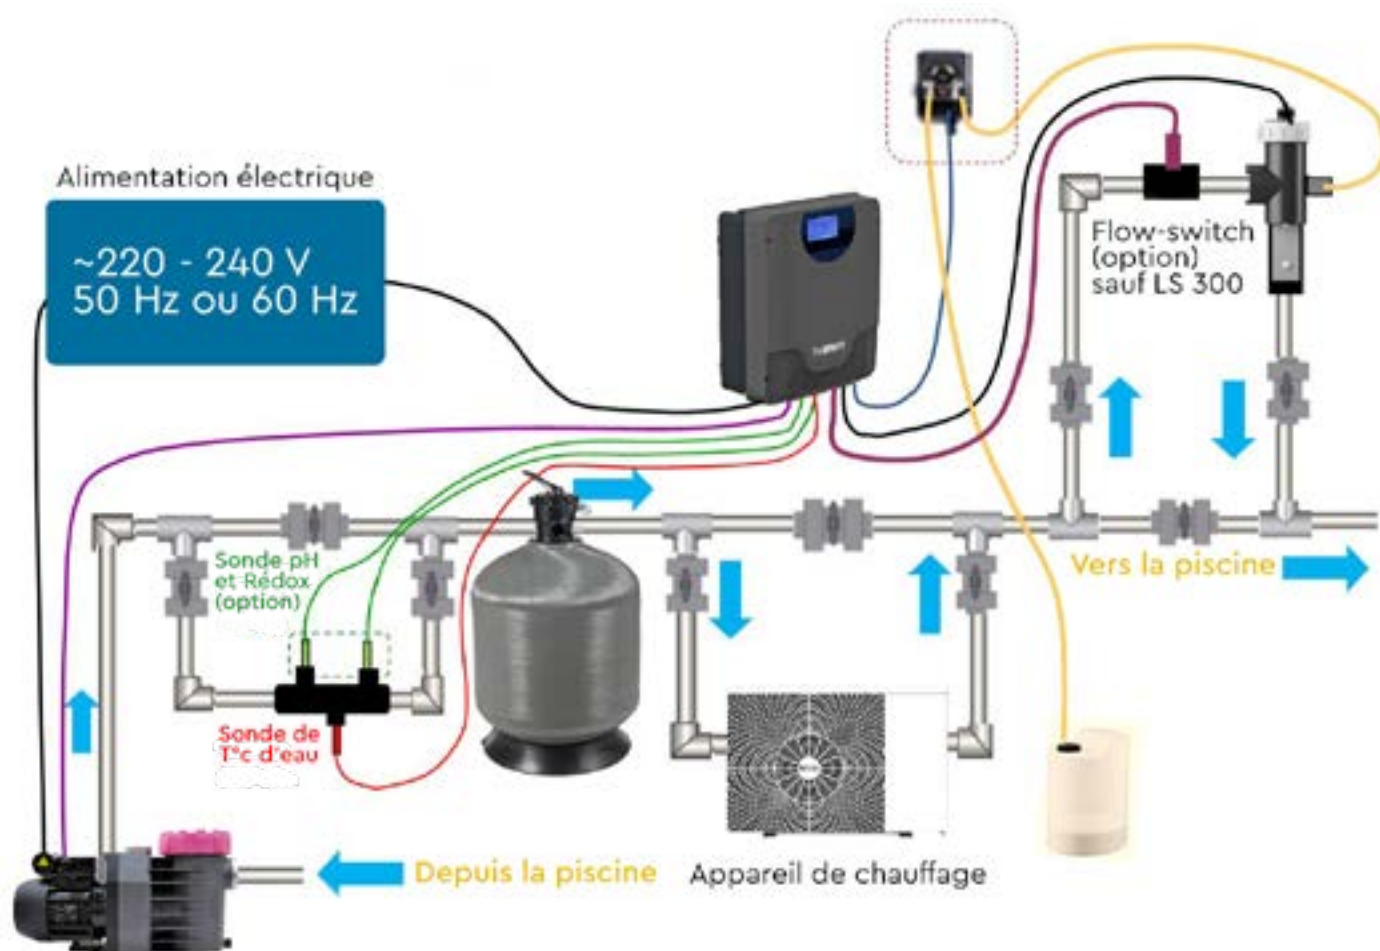 Alimentation électrique
~220 - 240 V
50 Hz ou 60 Hz
Flow-switch
(option)
sauf LS 300
Sonde pH
et Rédox
(option)
Vers la piscine
Sonde de
T°c d'eau
Depuis la piscine
Appareil de chauffage